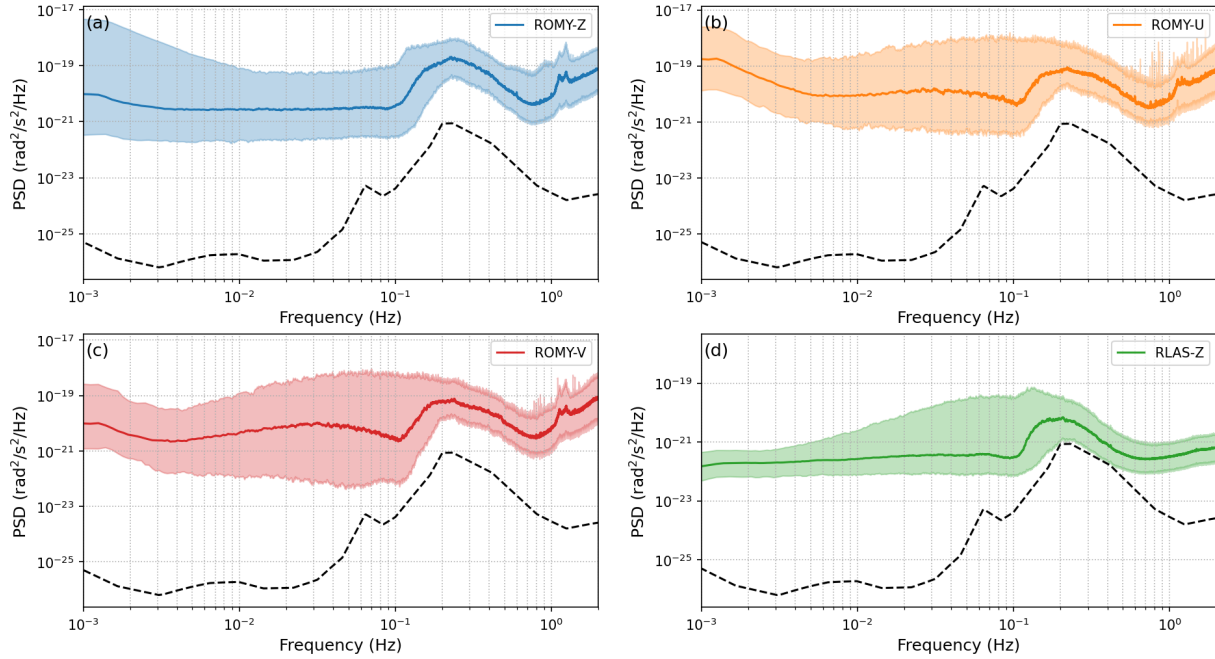 (a)
ROMY-Z
PSD (rad²/s²/Hz)
10⁻¹⁷
10⁻¹⁹
10⁻²¹
10⁻²³
10⁻²⁵
10⁻³ 10⁻² 10⁻¹ 10⁰
Frequency (Hz)
(b)
ROMY-U
PSD (rad²/s²/Hz)
10⁻¹⁷
10⁻¹⁹
10⁻²¹
10⁻²³
10⁻²⁵
10⁻³ 10⁻² 10⁻¹ 10⁰
Frequency (Hz)
(c)
ROMY-V
PSD (rad²/s²/Hz)
10⁻¹⁷
10⁻¹⁹
10⁻²¹
10⁻²³
10⁻²⁵
10⁻³ 10⁻² 10⁻¹ 10⁰
Frequency (Hz)
(d)
RLAS-Z
PSD (rad²/s²/Hz)
10⁻¹⁷
10⁻¹⁹
10⁻²¹
10⁻²³
10⁻²⁵
10⁻³ 10⁻² 10⁻¹ 10⁰
Frequency (Hz)